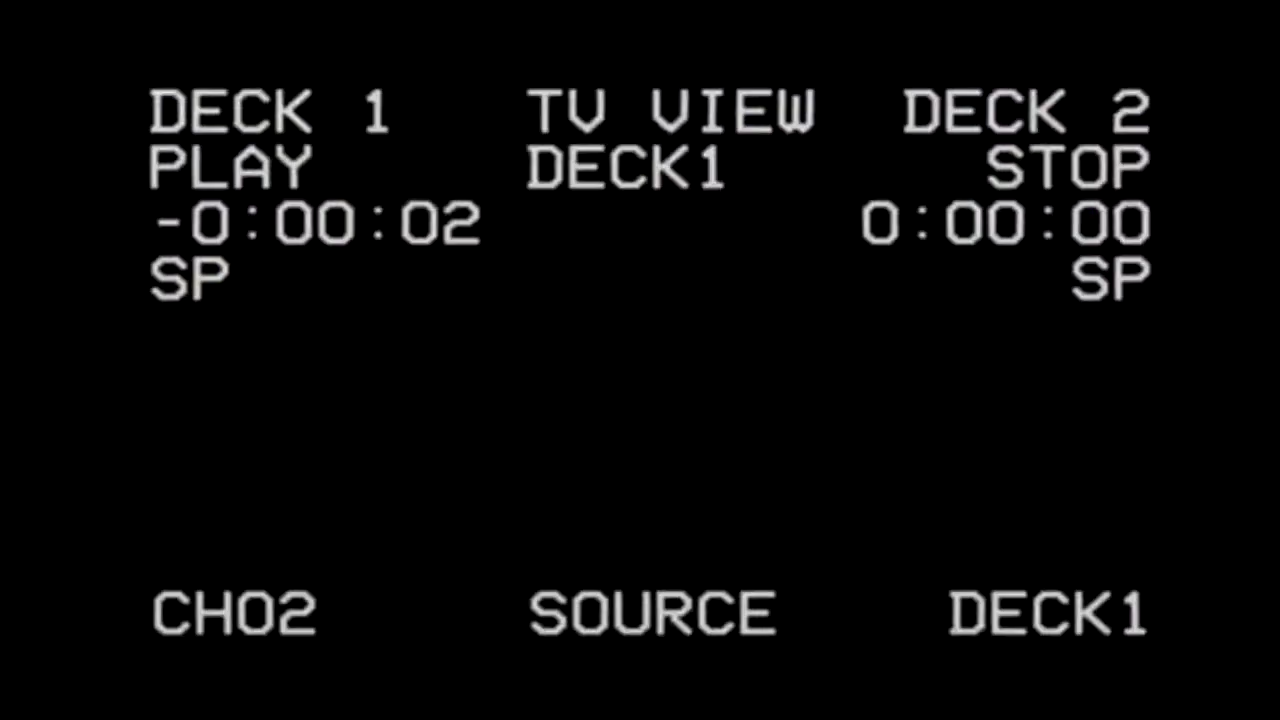 DECK 1 TV VIEW DECK 2
PLAY DECK1 STOP
-0:00:02 0:00:00
SP SP
CH02 SOURCE DECK1